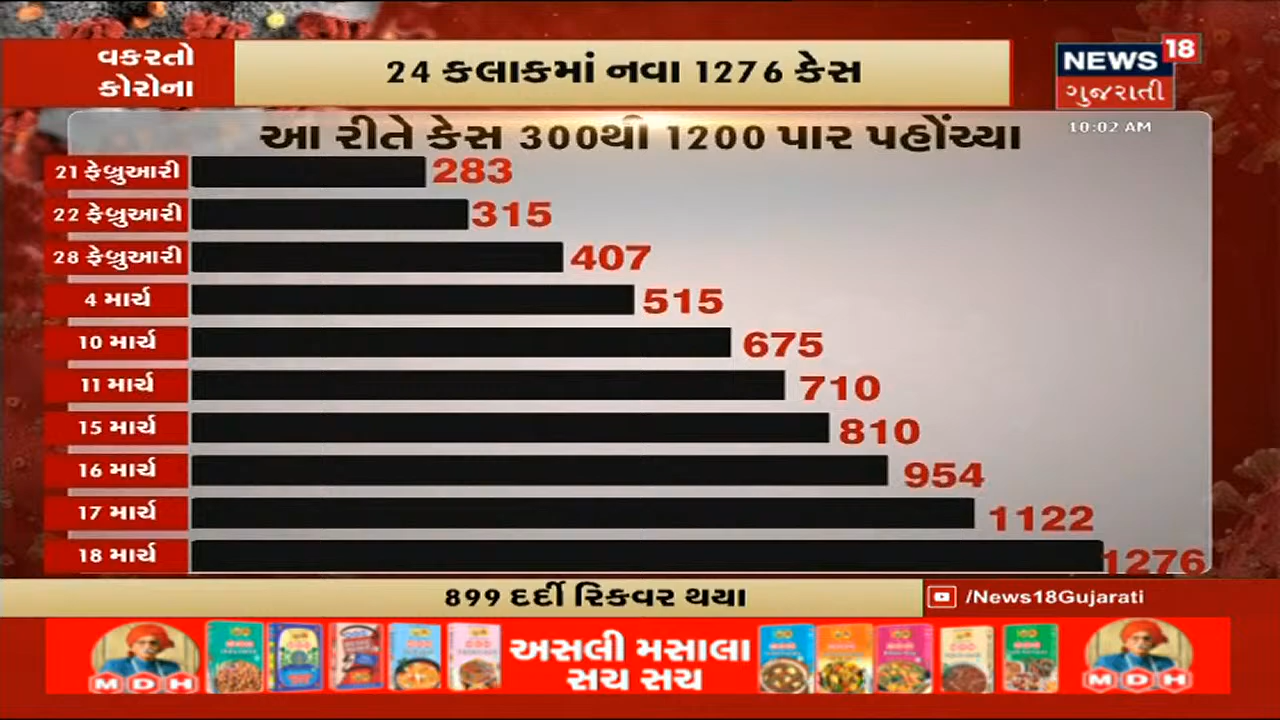 વકરતો
કોરોના
24 કલાકમાં નવા 1276 કેસ
NEWS 18
ગુજરાતી
10:02 AM
આ રીતે કેસ 300થી 1200 પાર પહોંચ્યા
21 ફેબ્રુઆરી 283
22 ફેબ્રુઆરી 315
28 ફેબ્રુઆરી 407
4 માર્ચ 515
10 માર્ચ 675
11 માર્ચ 710
15 માર્ચ 810
16 માર્ચ 954
17 માર્ચ 1122
18 માર્ચ 1276
899 દર્દી રિકવર થયા
/News18Gujarati
MDH
અસલી મસાલા
સચ સચ
MDH